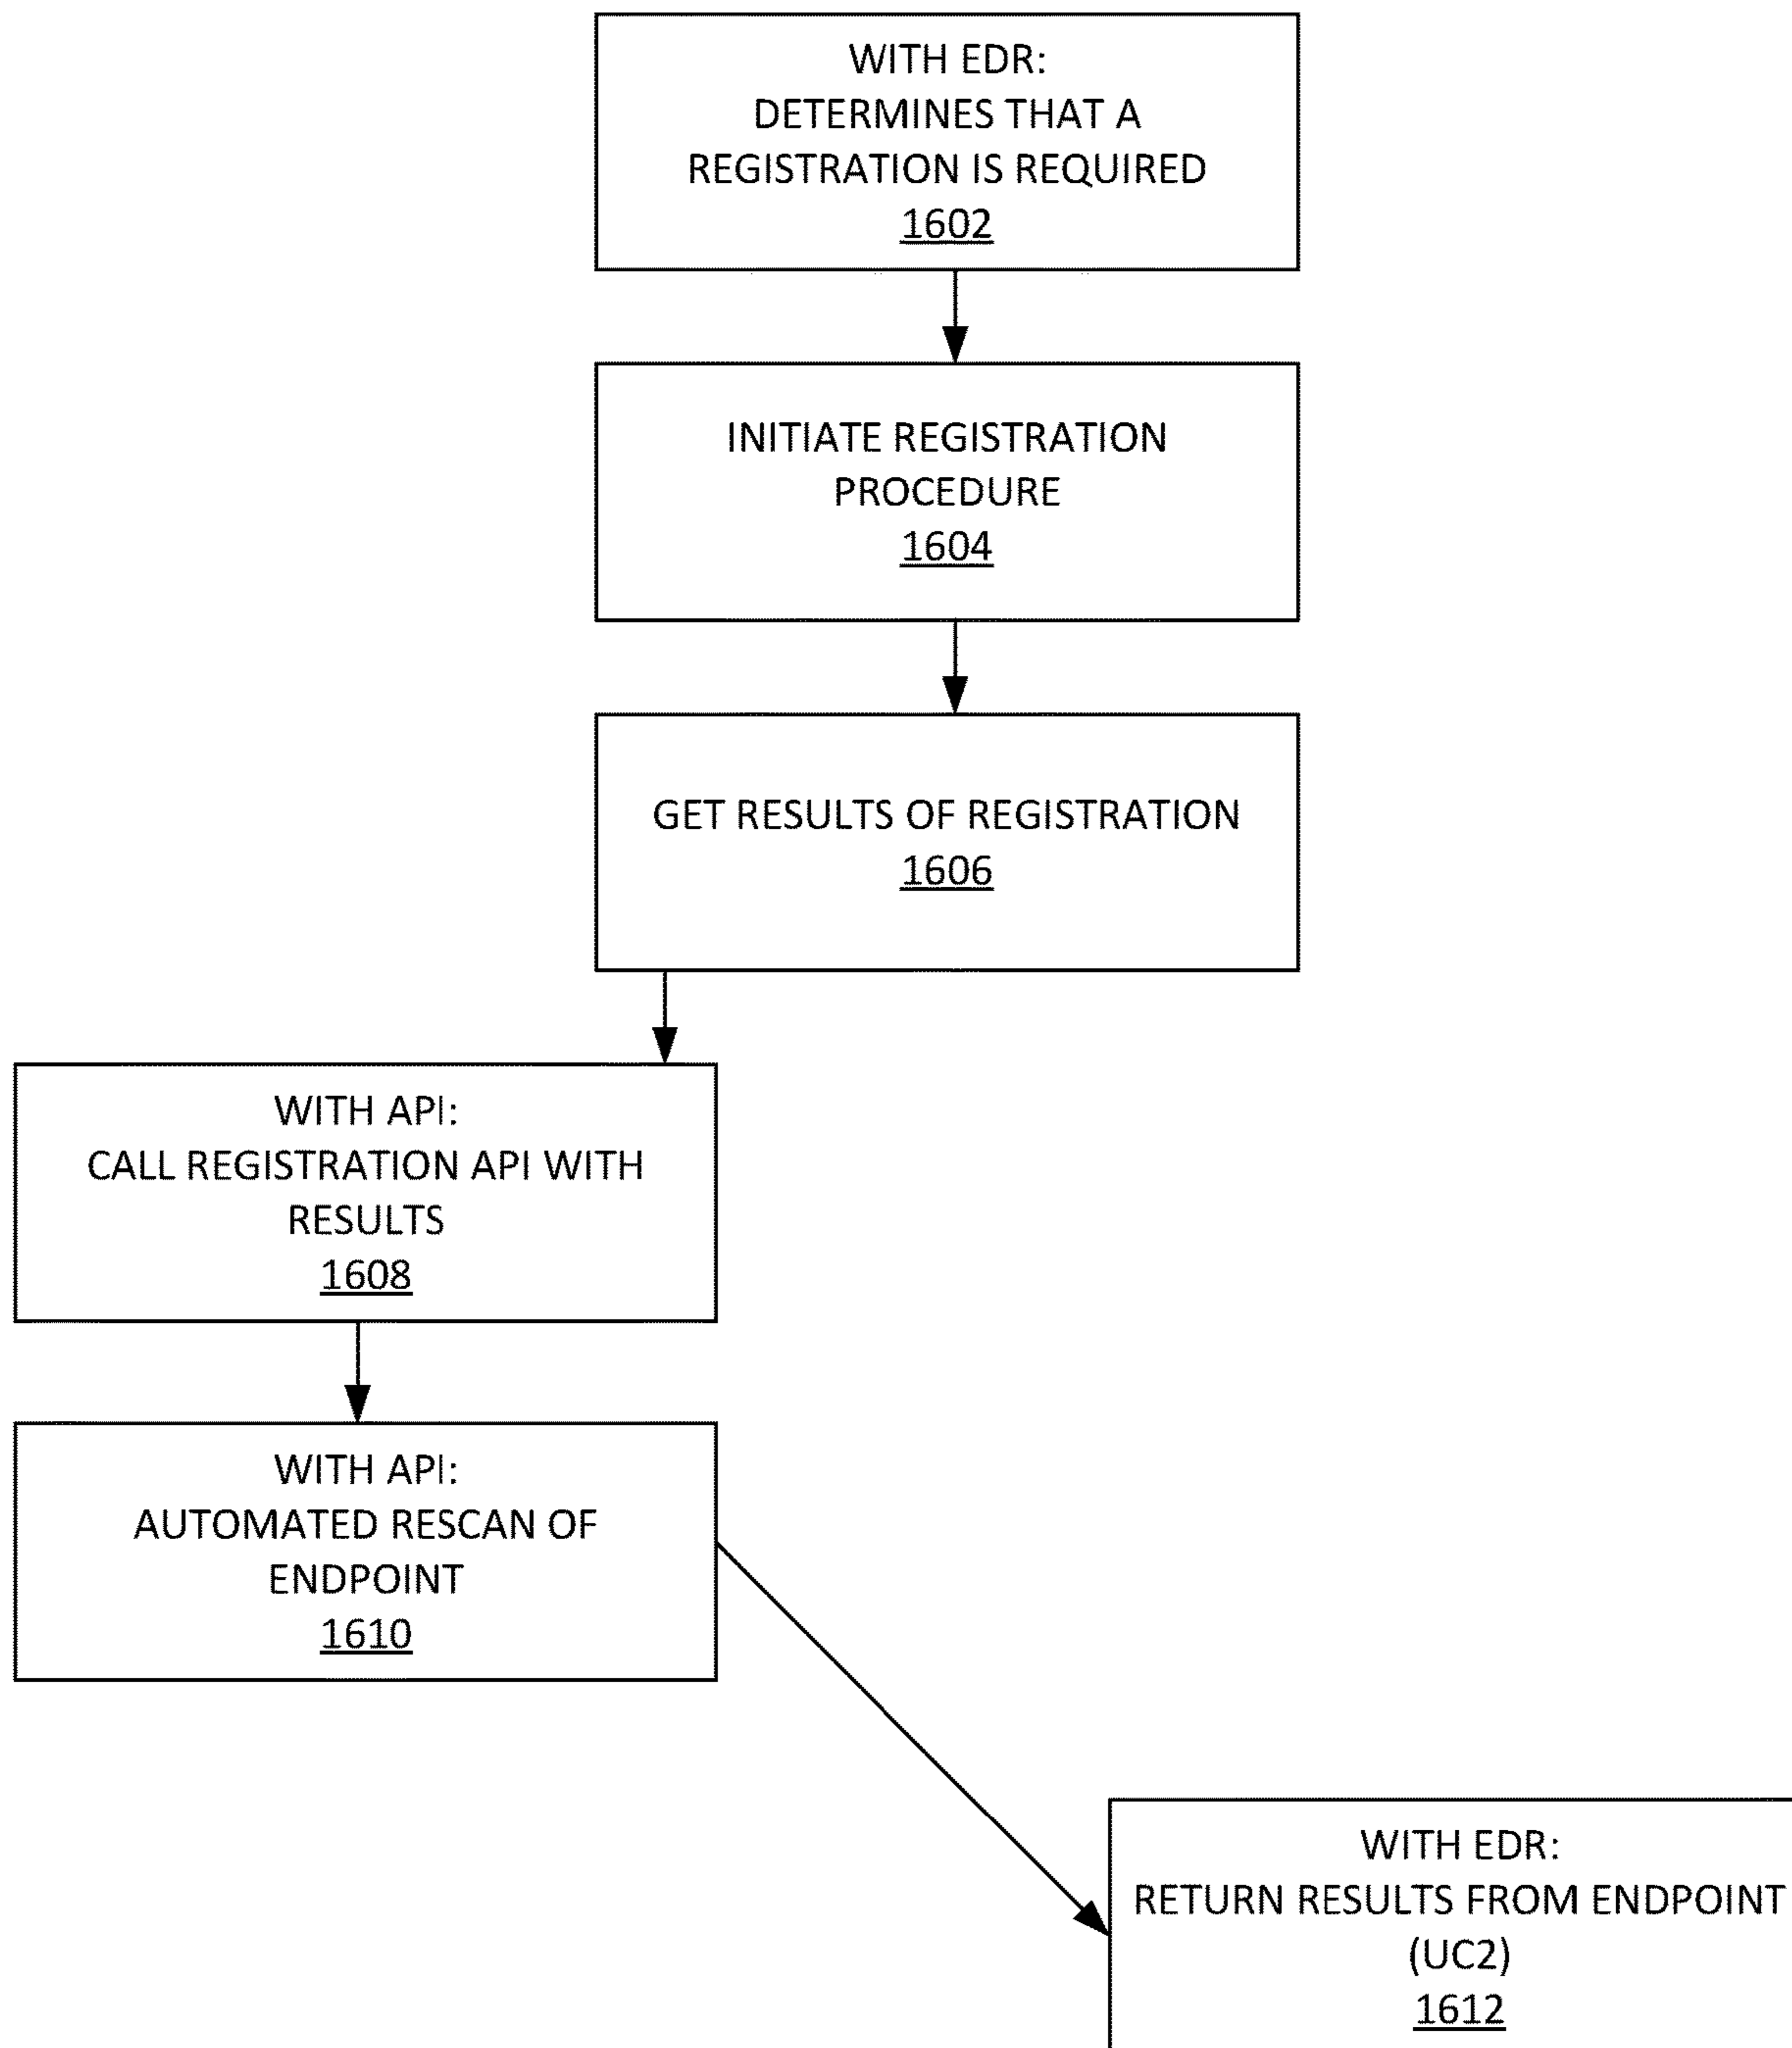 WITH EDR:
DETERMINES THAT A
REGISTRATION IS REQUIRED
1602
INITIATE REGISTRATION
PROCEDURE
1604
GET RESULTS OF REGISTRATION
1606
WITH API:
CALL REGISTRATION API WITH
RESULTS
1608
WITH API:
AUTOMATED RESCAN OF
ENDPOINT
1610
WITH EDR:
RETURN RESULTS FROM ENDPOINT
(UC2)
1612